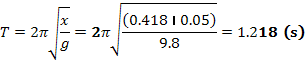 T = 2π√(x/g) = 2π√((0.418 ı 0.05)/9.8) = 1.218 (s)